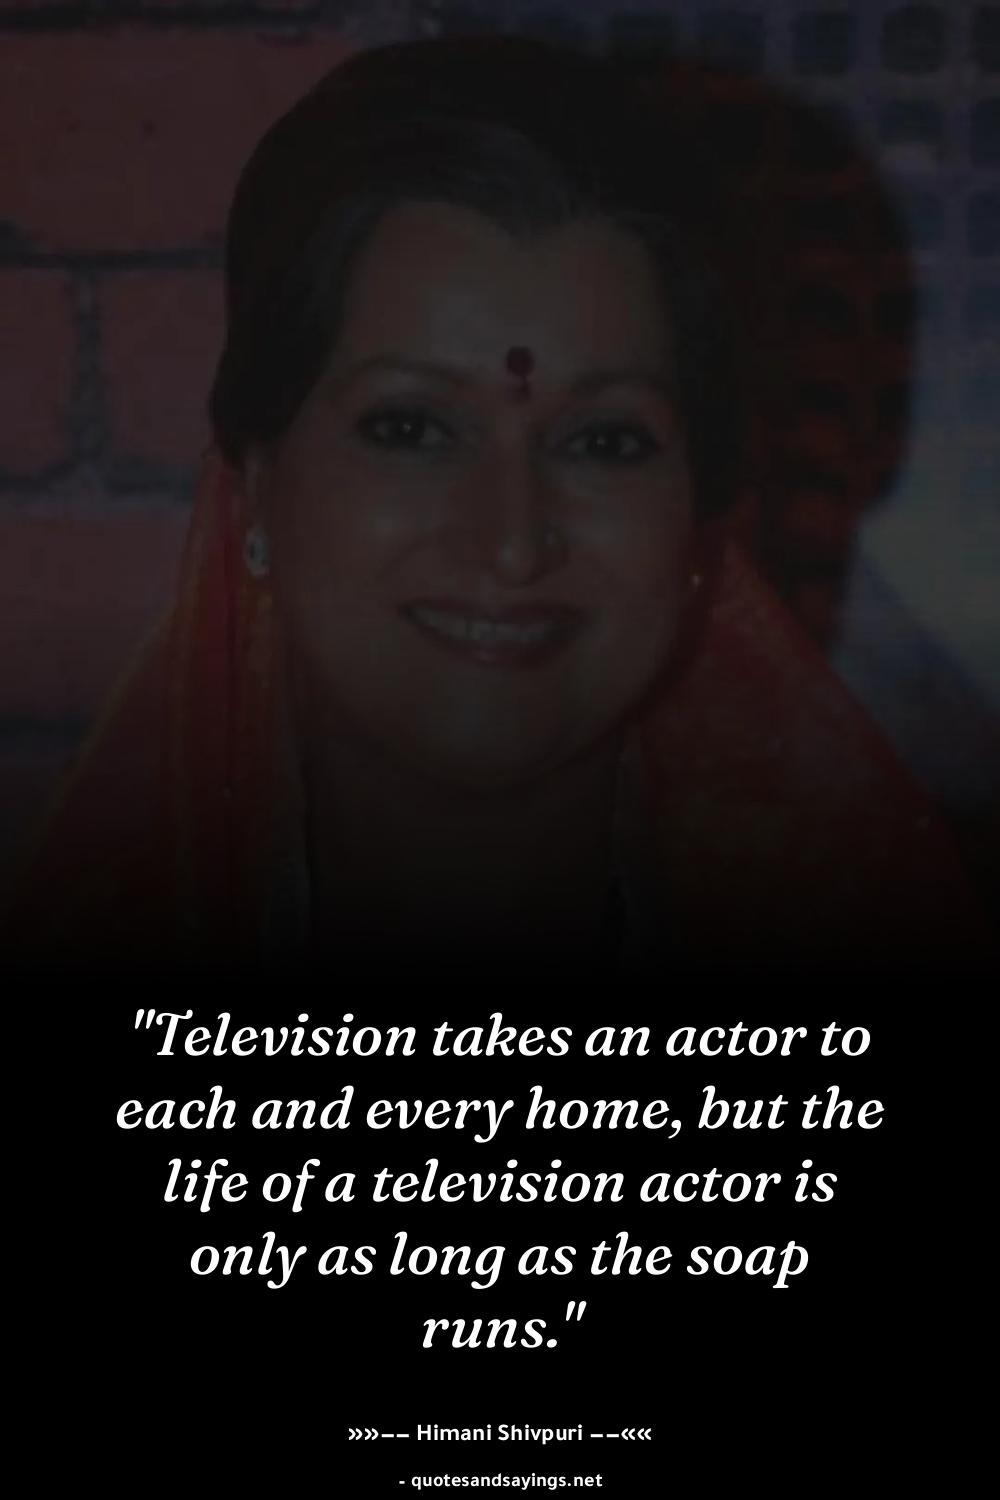 "Television takes an actor to
each and every home, but the
life of a television actor is
only as long as the soap
runs."
»»–– Himani Shivpuri ––««
- quotesandsayings.net